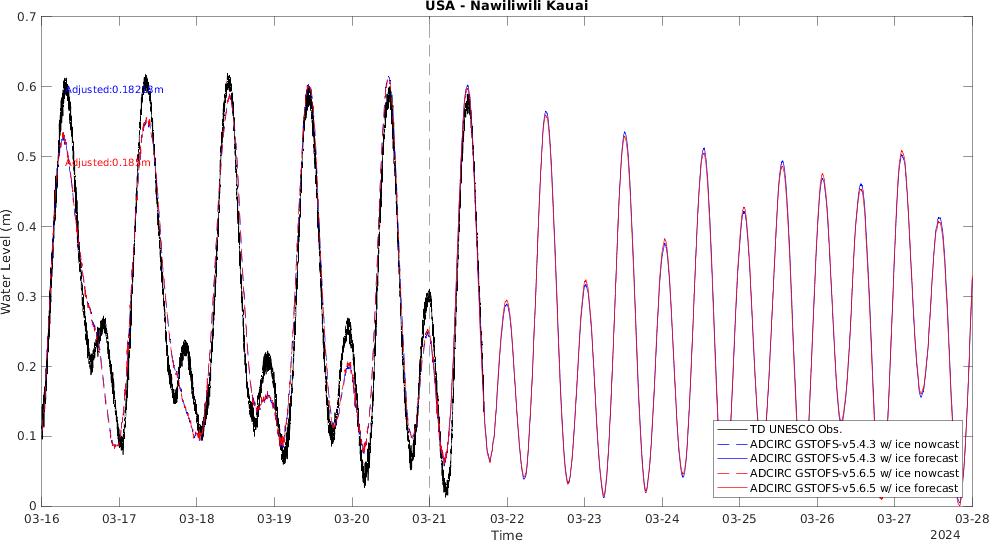 USA - Nawiliwili Kauai
0.7
0.6
0.5
0.4
0.3
0.2
0.1
0
Water Level (m)
Adjusted:0.185m
TD UNESCO Obs.
ADCIRC GSTOFS-v5.4.3 w/ ice nowcast
ADCIRC GSTOFS-v5.4.3 w/ ice forecast
ADCIRC GSTOFS-v5.6.5 w/ ice nowcast
ADCIRC GSTOFS-v5.6.5 w/ ice forecast
03-16 03-17 03-18 03-19 03-20 03-21 03-22 03-23 03-24 03-25 03-26 03-27 03-28
Time
2024